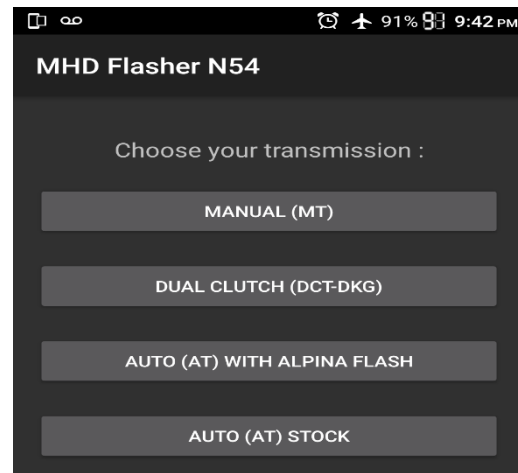 91% 9:42 PM
MHD Flasher N54
Choose your transmission :
MANUAL (MT)
DUAL CLUTCH (DCT-DKG)
AUTO (AT) WITH ALPINA FLASH
AUTO (AT) STOCK